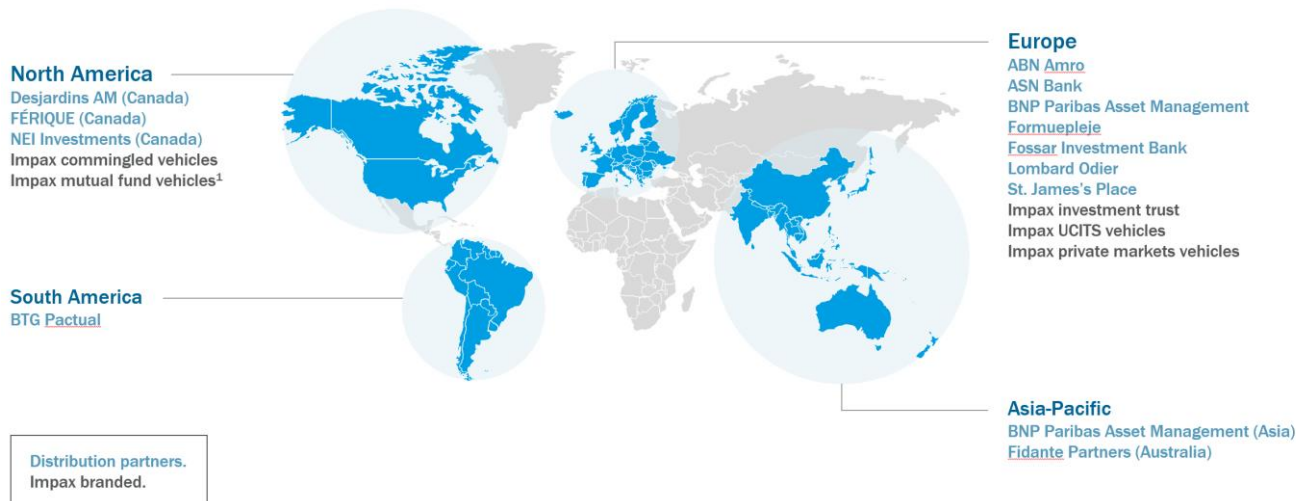 North America
Desjardins AM (Canada)
FÉRIQUE (Canada)
NEI Investments (Canada)
Impax commingled vehicles
Impax mutual fund vehicles¹
South America
BTG Pactual
Europe
ABN Amro
ASN Bank
BNP Paribas Asset Management
Formuepleje
Fossar Investment Bank
Lombard Odier
St. James’s Place
Impax investment trust
Impax UCITS vehicles
Impax private markets vehicles
Asia-Pacific
BNP Paribas Asset Management (Asia)
Fidante Partners (Australia)
Distribution partners.
Impax branded.